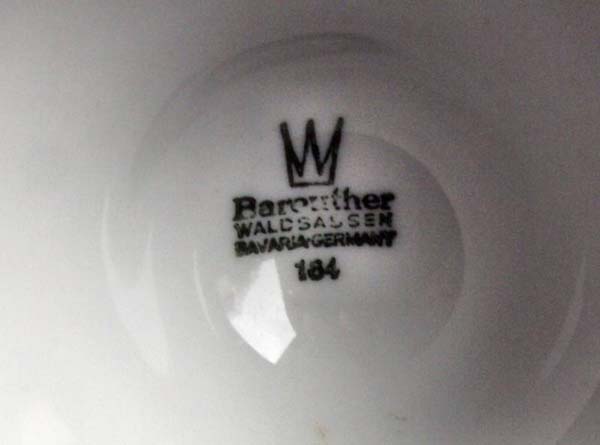 W
Bareuther
WALDSASSEN
BAVARIA-GERMANY
184